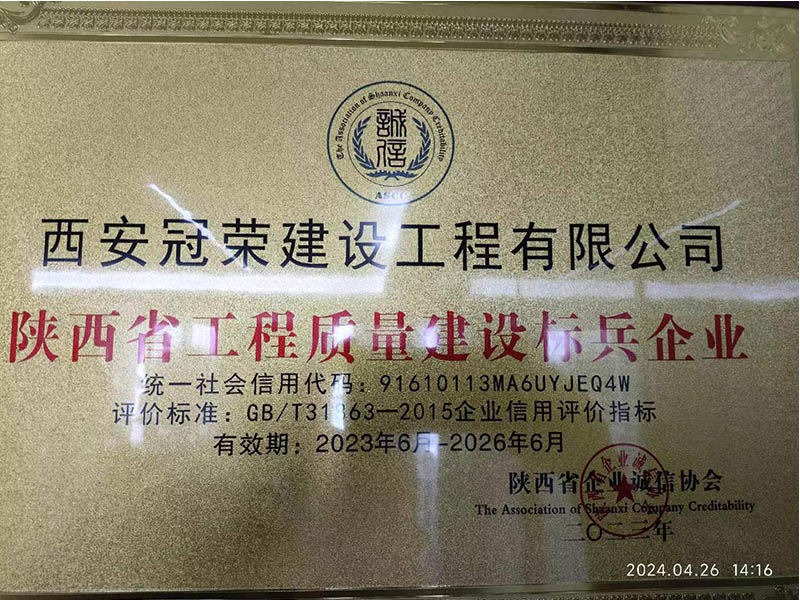 The Association of Shaanxi Company Creditability
誠信
ASCC
西安冠荣建设工程有限公司
陕西省工程质量建设标兵企业
统一社会信用代码：91610113MA6UYJEQ4W
评价标准：GB/T31863—2015企业信用评价指标
有效期：2023年6月-2026年6月
陕西省企业诚信协会
The Association of Shaanxi Company Creditability
二〇二三年
2024.04.26 14:16